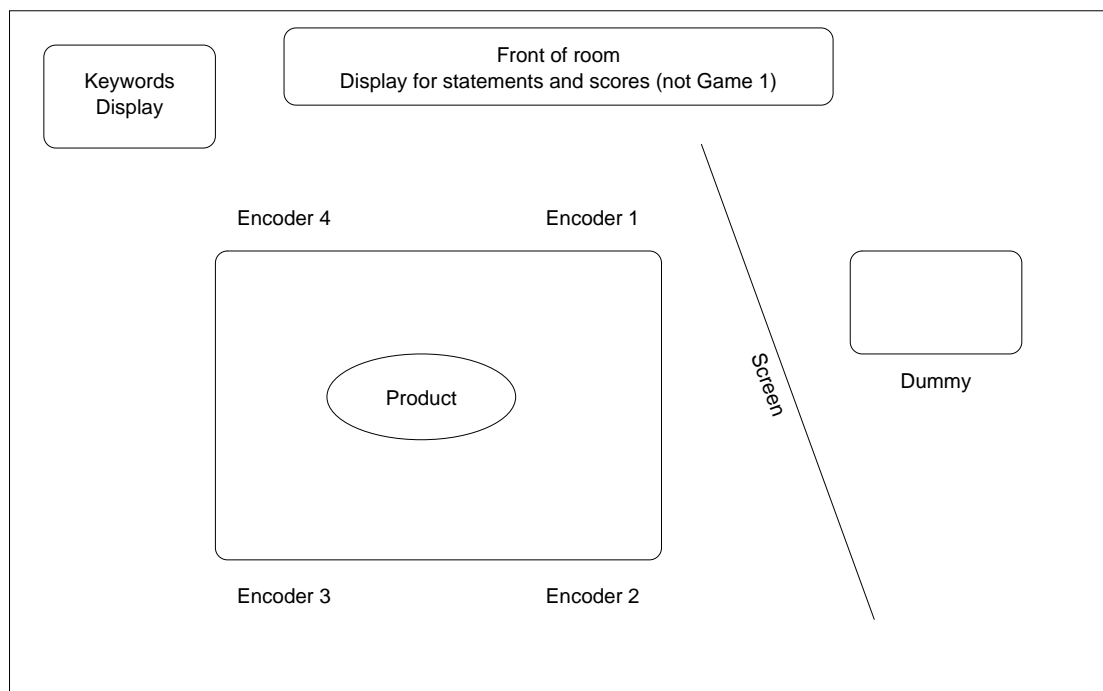 Keywords
Display
Front of room
Display for statements and scores (not Game 1)
Encoder 4
Encoder 1
Product
Screen
Dummy
Encoder 3
Encoder 2